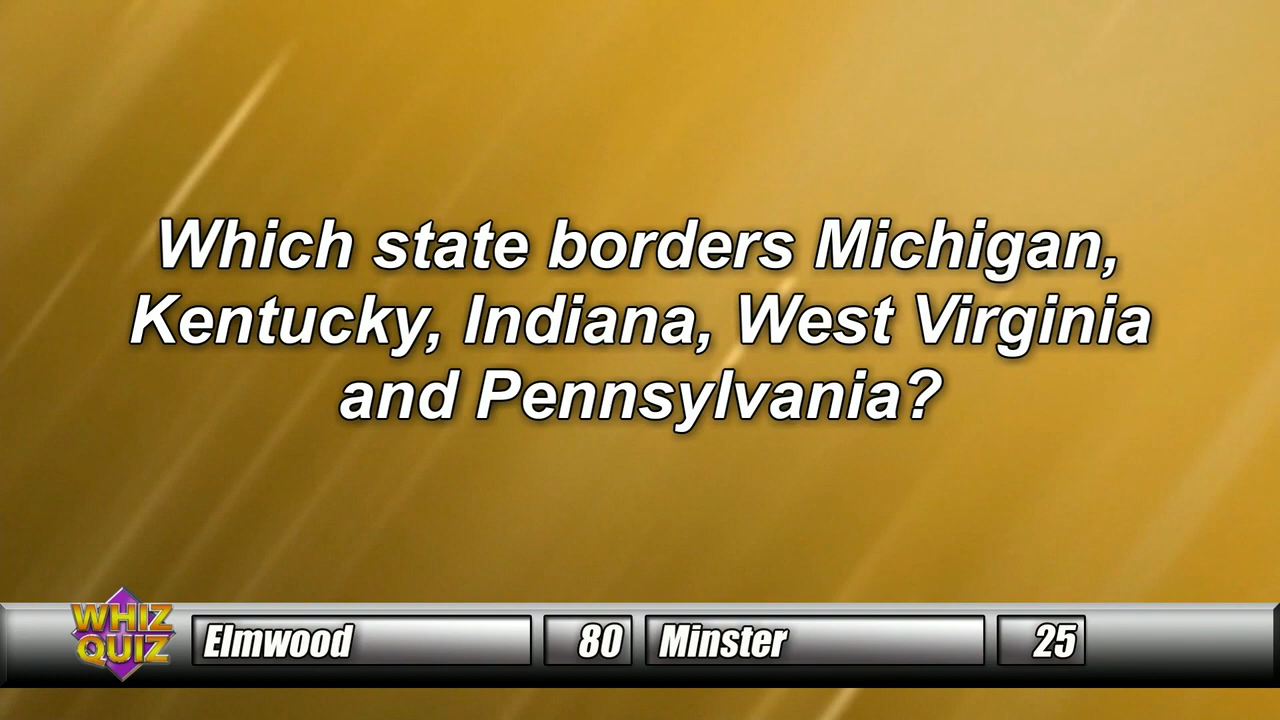 Which state borders Michigan,
Kentucky, Indiana, West Virginia
and Pennsylvania?
WHIZ
QUIZ
Elmwood 80 Minster 25